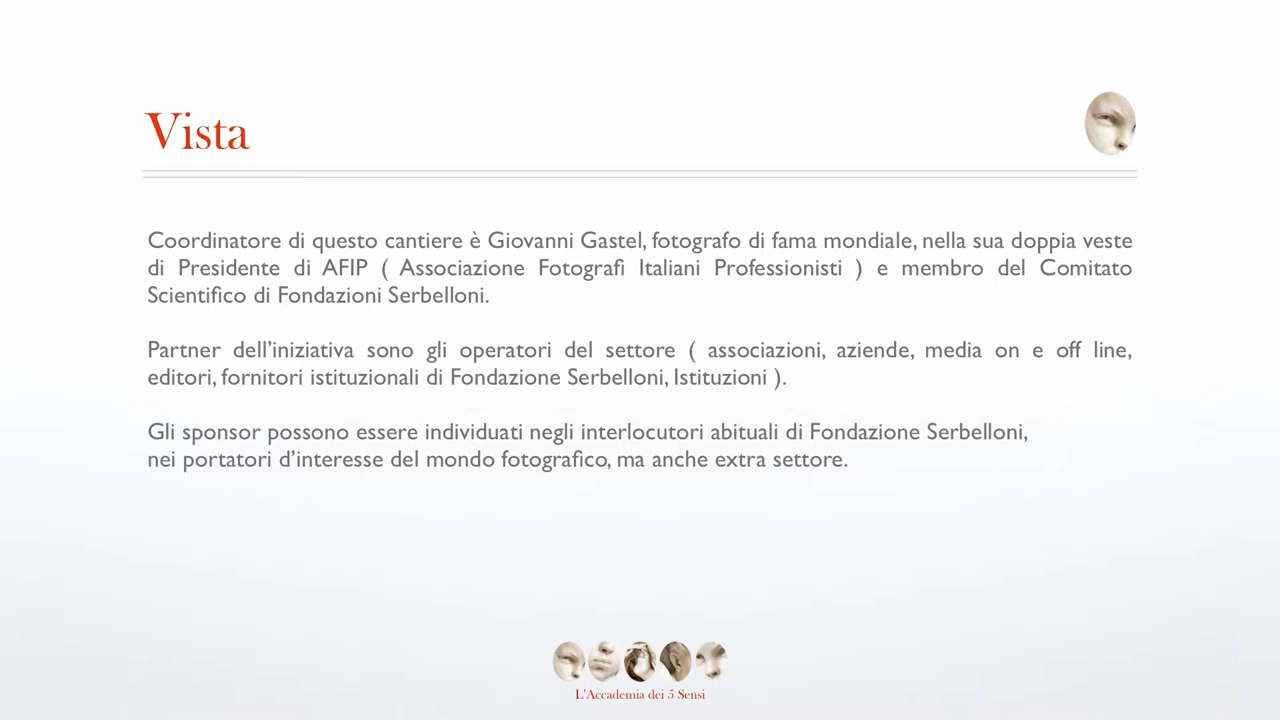 Vista
Coordinatore di questo cantiere è Giovanni Gastel, fotografo di fama mondiale, nella sua doppia veste
di Presidente di AFIP ( Associazione Fotografi Italiani Professionisti ) e membro del Comitato
Scientifico di Fondazioni Serbelloni.
Partner dell’iniziativa sono gli operatori del settore ( associazioni, aziende, media on e off line,
editori, fornitori istituzionali di Fondazione Serbelloni, Istituzioni ).
Gli sponsor possono essere individuati negli interlocutori abituali di Fondazione Serbelloni,
nei portatori d’interesse del mondo fotografico, ma anche extra settore.
L’Accademia dei 5 Sensi